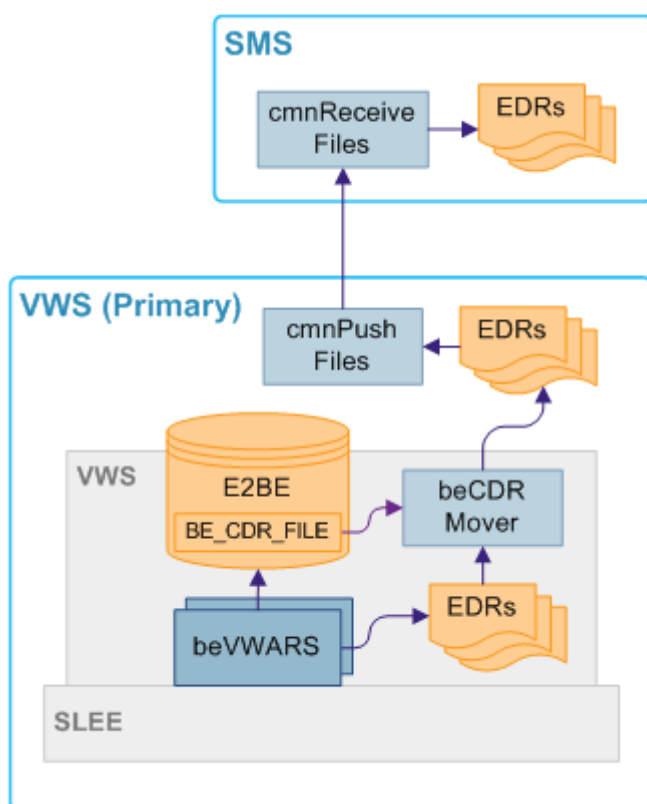 SMS
cmnReceive
Files
EDRs
VWS (Primary)
cmnPush
Files
EDRs
VWS
E2BE
BE_CDR_FILE
beCDR
Mover
beVWARS
EDRs
SLEE